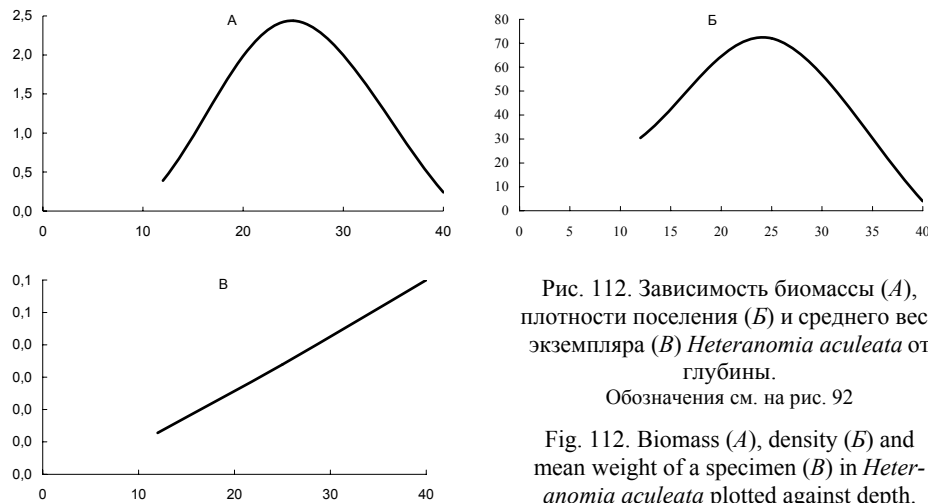 А
2,5
2,0
1,5
1,0
0,5
0,0
0 10 20 30 40
Б
80
70
60
50
40
30
20
10
0
0 5 10 15 20 25 30 35 40
В
0,1
0,1
0,0
0,0
0,0
0,0
0,0
0 10 20 30 40
Рис. 112. Зависимость биомассы (А),
плотности поселения (Б) и среднего вес
экземпляра (В) Heteranomia aculeata от
глубины.
Обозначения см. на рис. 92
Fig. 112. Biomass (А), density (Б) and
mean weight of a specimen (В) in Heter-
anomia aculeata plotted against depth.